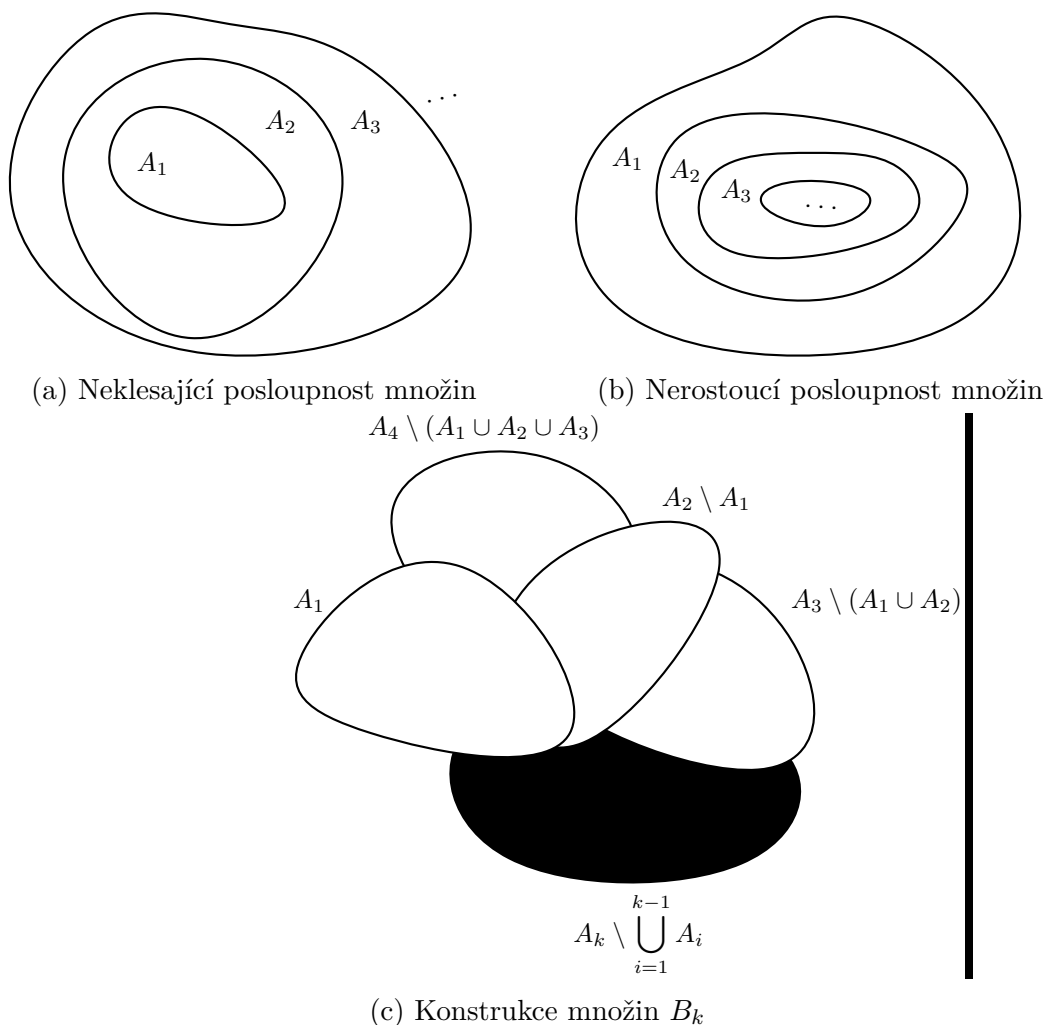 A₁ A₂ A₃ ⋯
A₁ A₂ A₃ ⋯
(a) Neklesající posloupnost množin
(b) Nerostoucí posloupnost množin
A₄ \ (A₁ ∪ A₂ ∪ A₃)
A₂ \ A₁
A₁
A₃ \ (A₁ ∪ A₂)
k−1
Aₖ \ ⋃ Aᵢ
i=1
(c) Konstrukce množin Bₖ